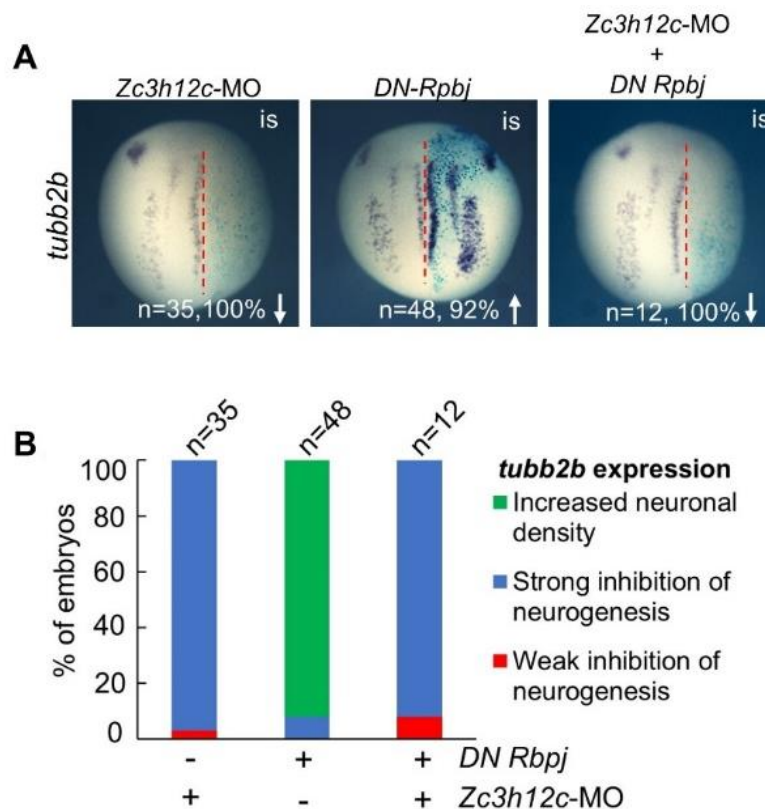 A
Zc3h12c-MO
DN-Rpbj
Zc3h12c-MO
+
DN Rpbj
tubb2b
is
is
is
n=35,100% ↓
n=48, 92% ↑
n=12, 100% ↓
B
n=35
n=48
n=12
% of embryos
100
80
60
40
20
0
tubb2b expression
Increased neuronal
density
Strong inhibition of
neurogenesis
Weak inhibition of
neurogenesis
- + + DN Rbpj
+ - + Zc3h12c-MO